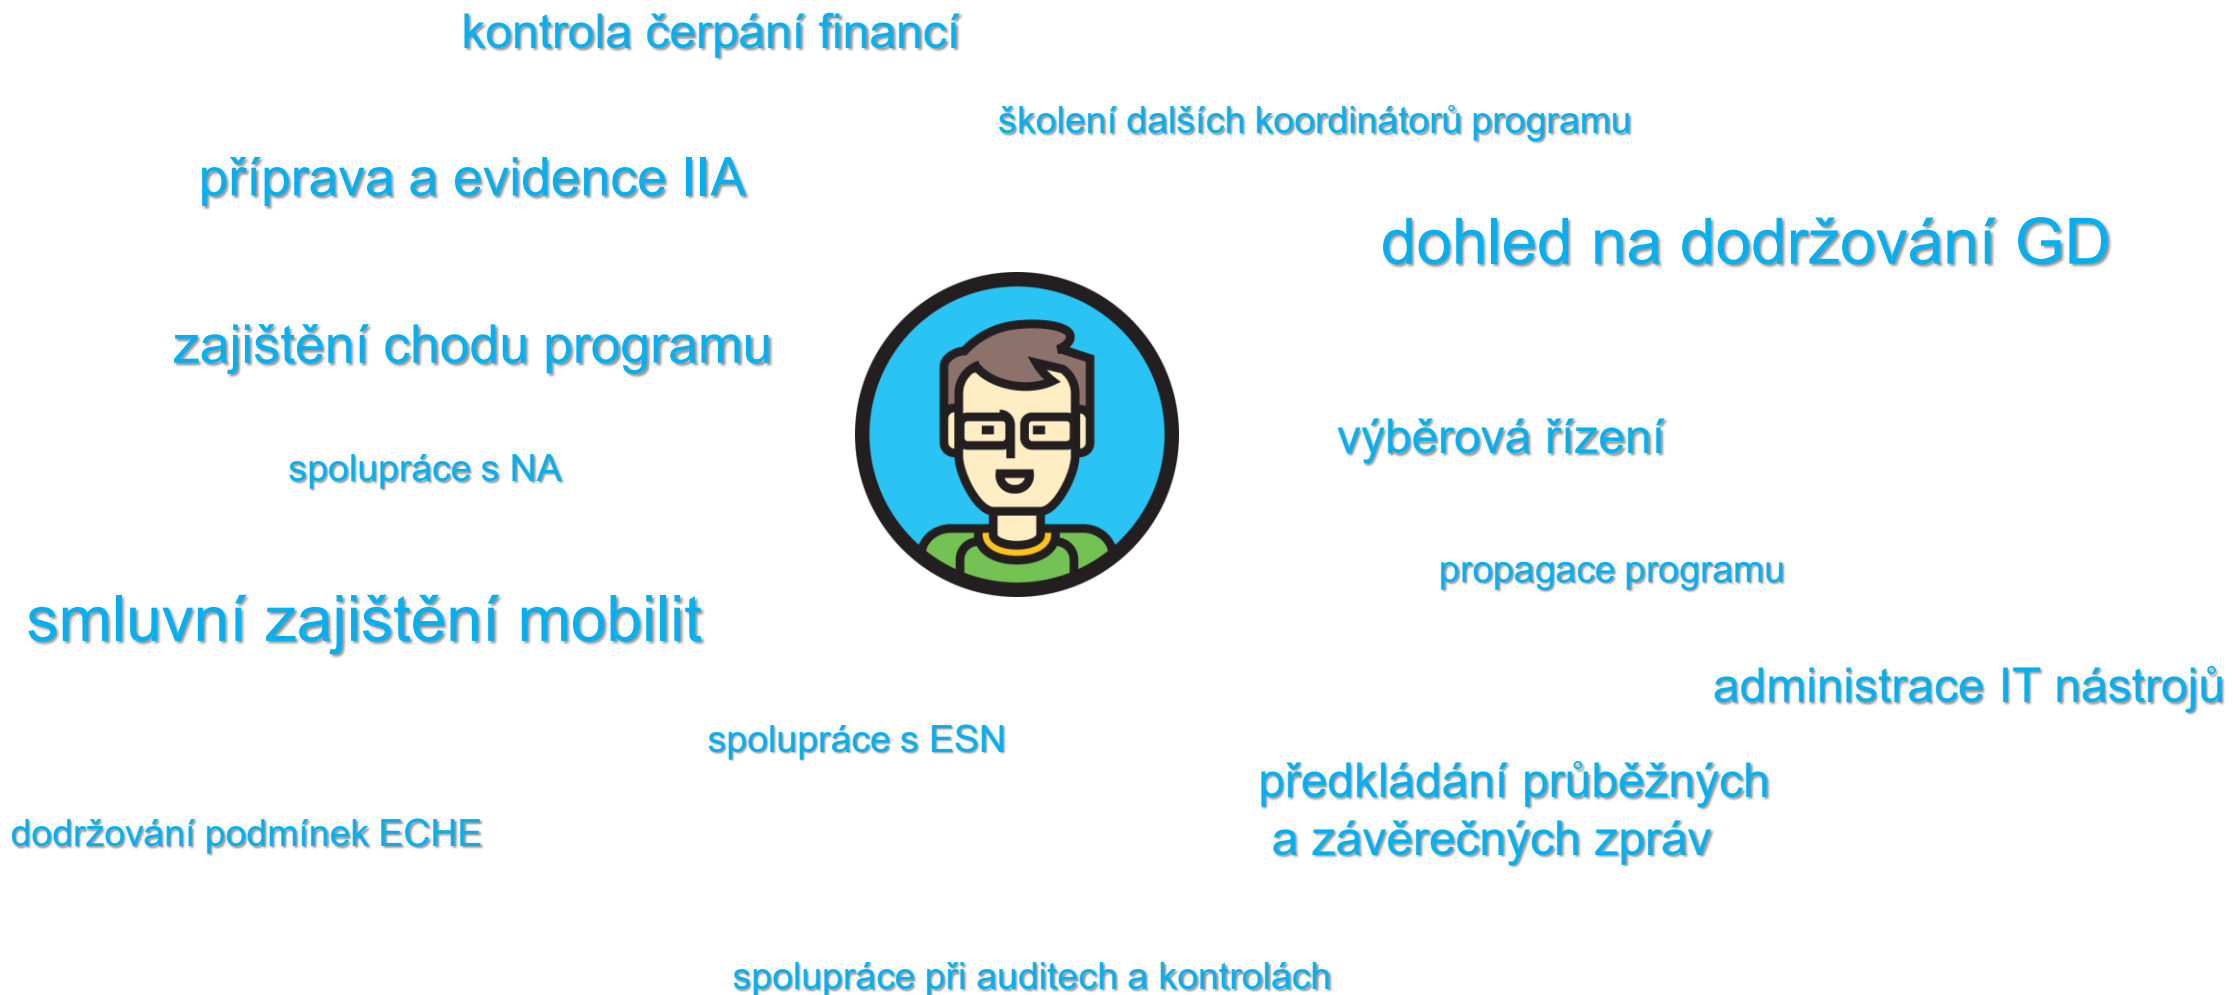 kontrola čerpání financí
školení dalších koordinátorů programu
příprava a evidence IIA
dohled na dodržování GD
zajištění chodu programu
výběrová řízení
spolupráce s NA
propagace programu
smluvní zajištění mobilit
administrace IT nástrojů
spolupráce s ESN
předkládání průběžných
a závěrečných zpráv
dodržování podmínek ECHE
spolupráce při auditech a kontrolách